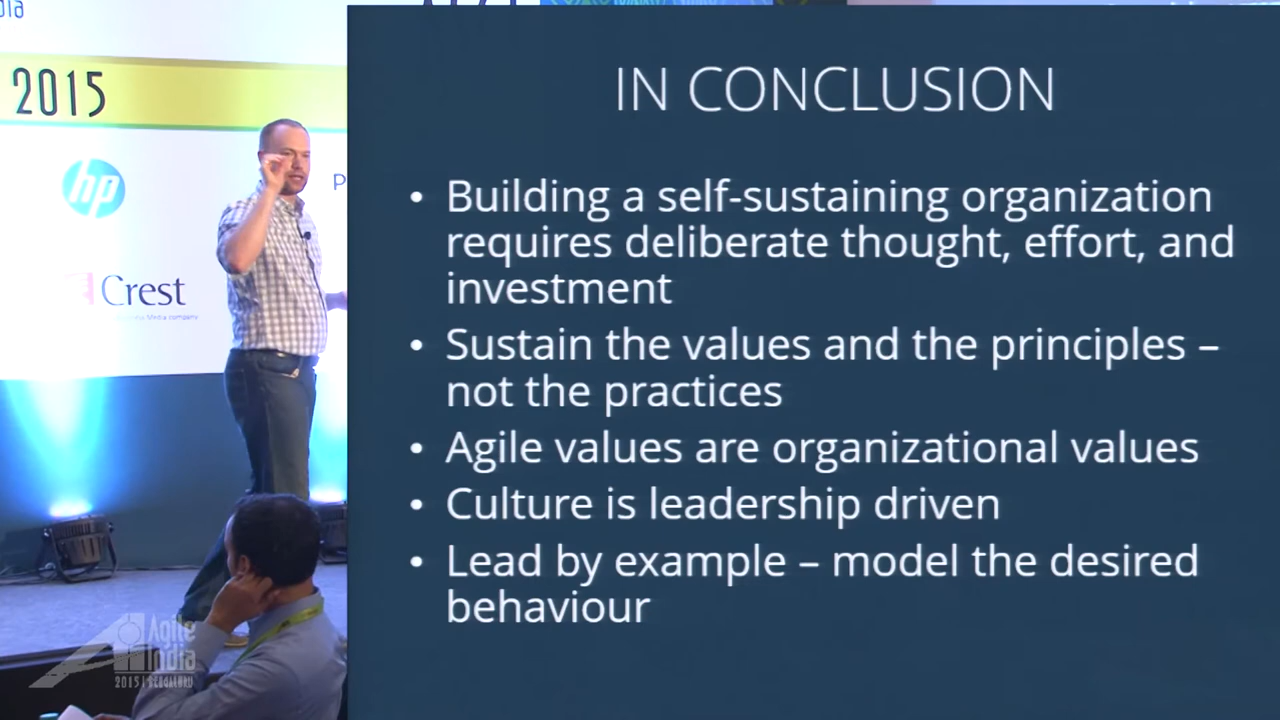 dia
2015
hp
P
Crest
Media company
Agile
India
2015 | BENGALURU
IN CONCLUSION
• Building a self-sustaining organization
requires deliberate thought, effort, and
investment
• Sustain the values and the principles –
not the practices
• Agile values are organizational values
• Culture is leadership driven
• Lead by example – model the desired
behaviour